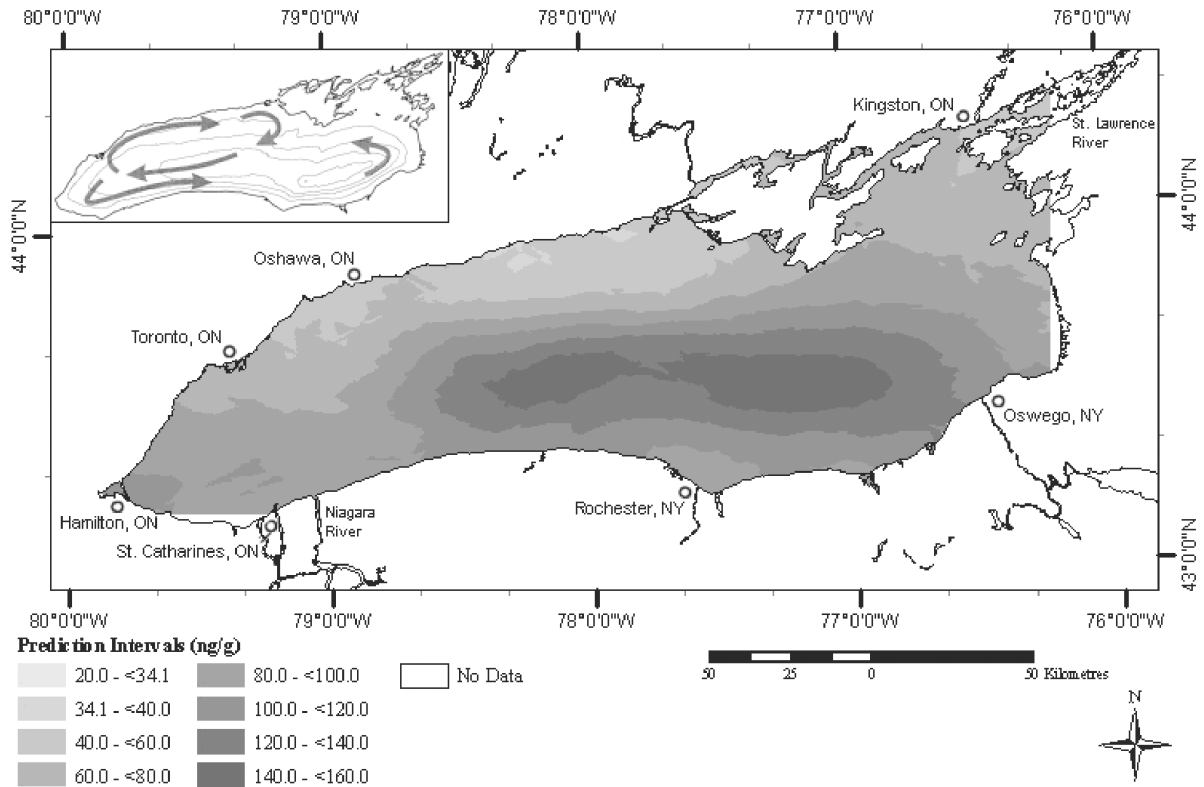 80°0'0"W 79°0'0"W 78°0'0"W 77°0'0"W 76°0'0"W
Kingston, ON
St. Lawrence
River
44°0'0"N
44°0'0"N
Oshawa, ON
Toronto, ON
Oswego, NY
Rochester, NY
Niagara
River
Hamilton, ON
St. Catharines, ON
43°0'0"N
80°0'0"W 79°0'0"W 78°0'0"W 77°0'0"W 76°0'0"W
Prediction Intervals (ng/g)
20.0 - <34.1
34.1 - <40.0
40.0 - <60.0
60.0 - <80.0
80.0 - <100.0
100.0 - <120.0
120.0 - <140.0
140.0 - <160.0
No Data
50 25 0 50 Kilometres
N